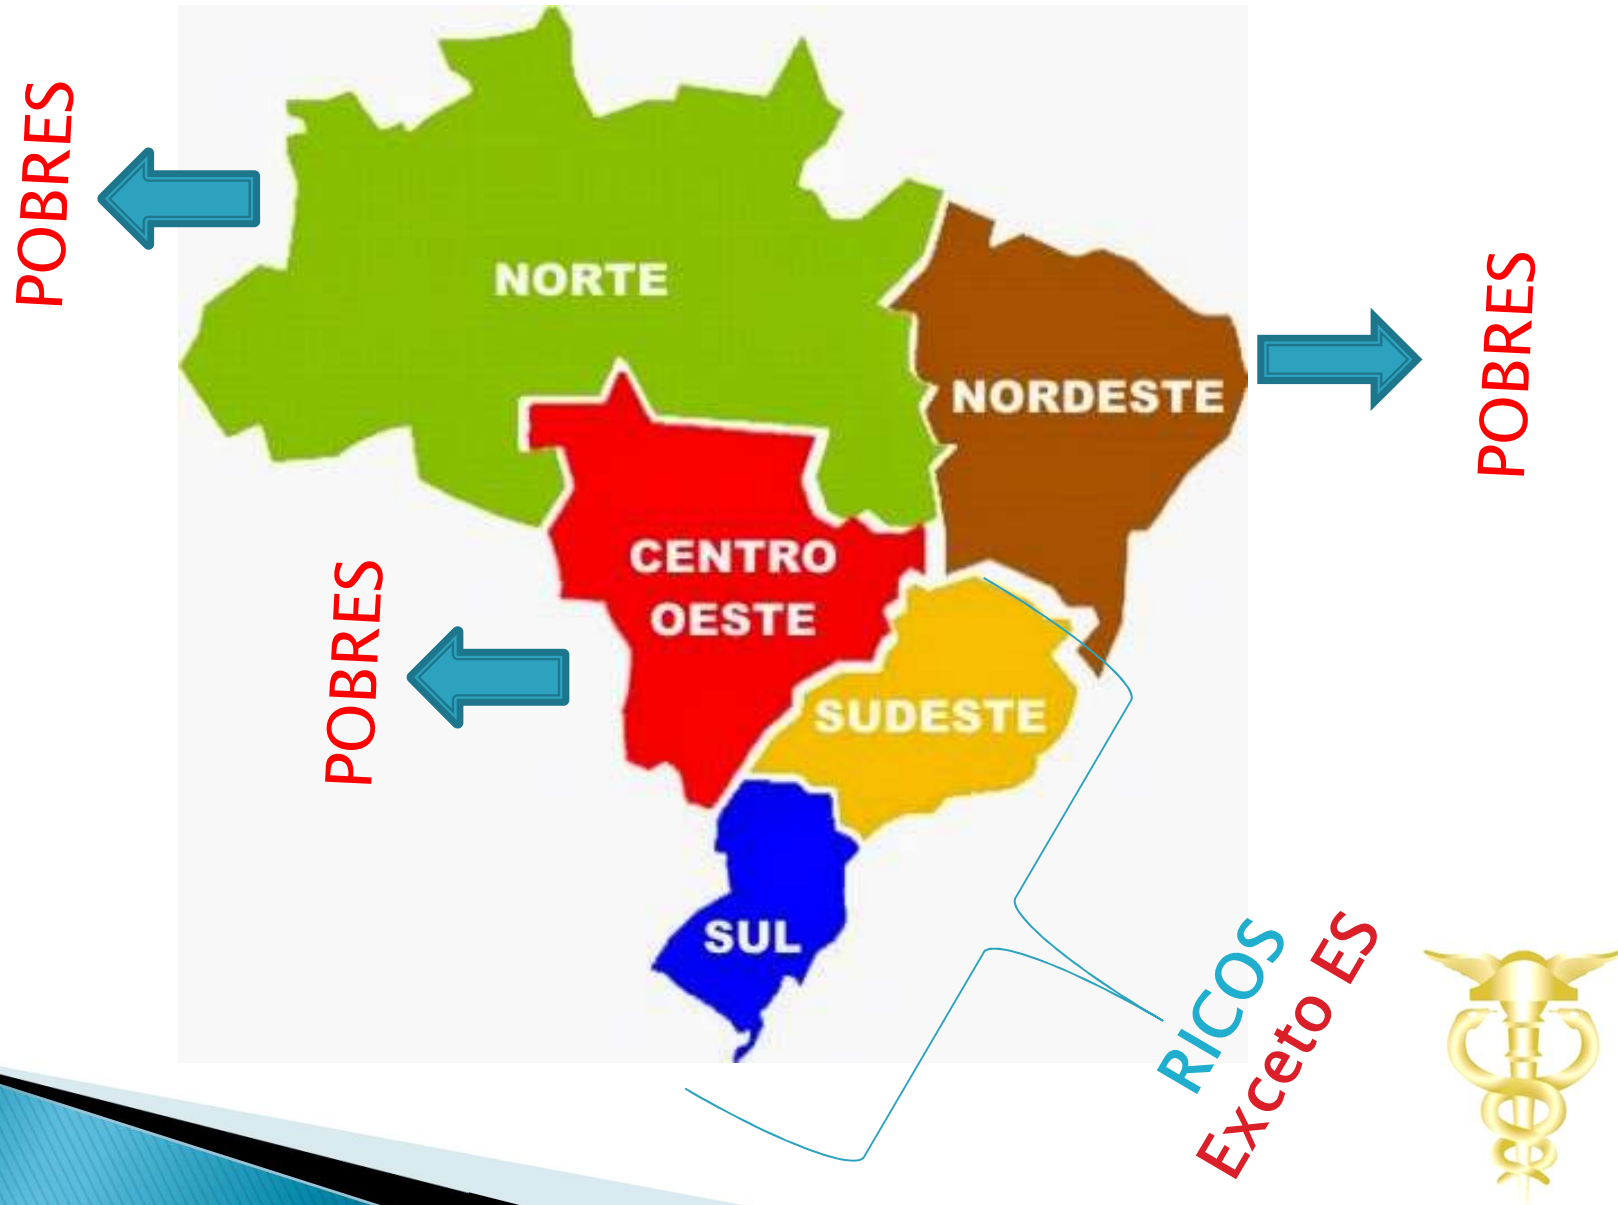 POBRES
NORTE
POBRES
NORDESTE
CENTRO
OESTE
POBRES
SUDESTE
SUL
RICOS
Exceto ES